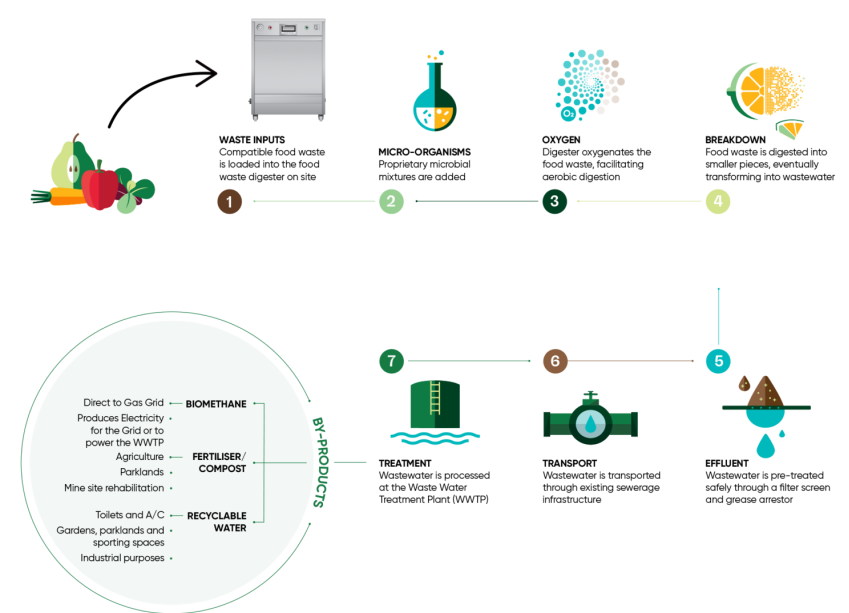 WASTE INPUTS
Compatible food waste
is loaded into the food
waste digester on site
1
MICRO-ORGANISMS
Proprietary microbial
mixtures are added
2
O₂
OXYGEN
Digester oxygenates the
food waste, facilitating
aerobic digestion
3
BREAKDOWN
Food waste is digested into
smaller pieces, eventually
transforming into wastewater
4
5
EFFLUENT
Wastewater is pre-treated
safely through a filter screen
and grease arrestor
6
TRANSPORT
Wastewater is transported
through existing sewerage
infrastructure
7
TREATMENT
Wastewater is processed
at the Waste Water
Treatment Plant (WWTP)
BY-PRODUCTS
BIOMETHANE
Direct to Gas Grid
Produces Electricity •
for the Grid or to
power the WWTP
FERTILISER/
COMPOST
Agriculture
Parklands •
Mine site rehabilitation •
RECYCLABLE
WATER
Toilets and A/C
Gardens, parklands and •
sporting spaces
Industrial purposes •